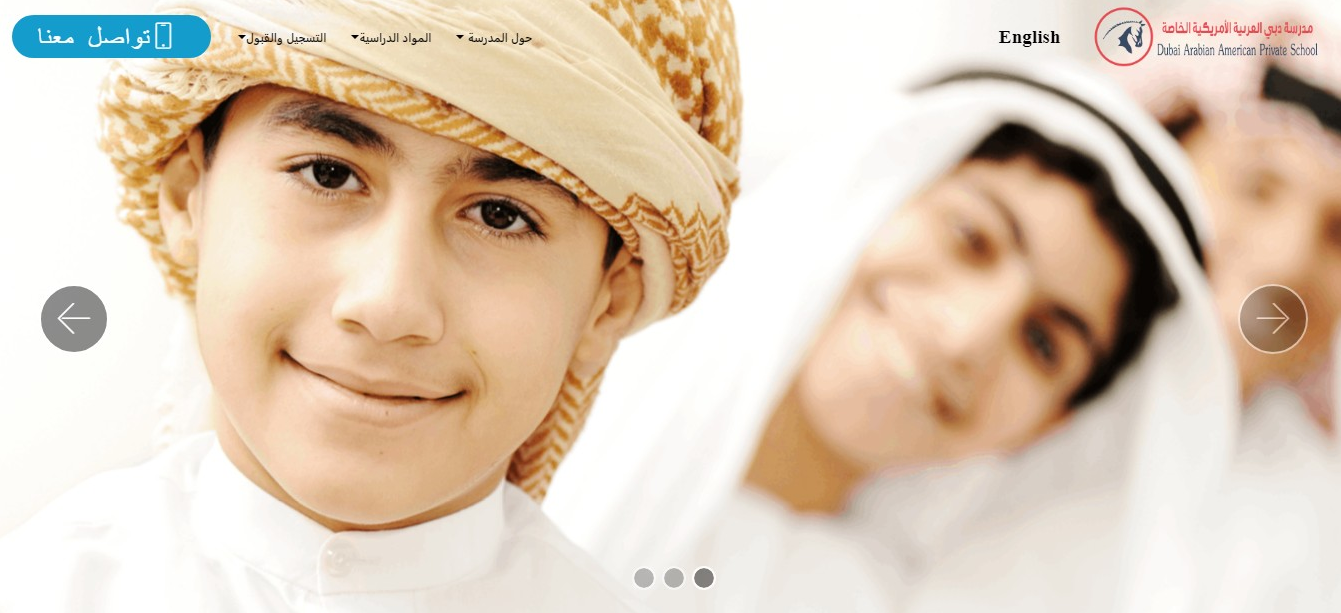 مدرسة دبي العربية الأمريكية الخاصة
Dubai Arabian American Private School
English
حول المدرسة
المواد الدراسية
التسجيل والقبول
تواصل معنا